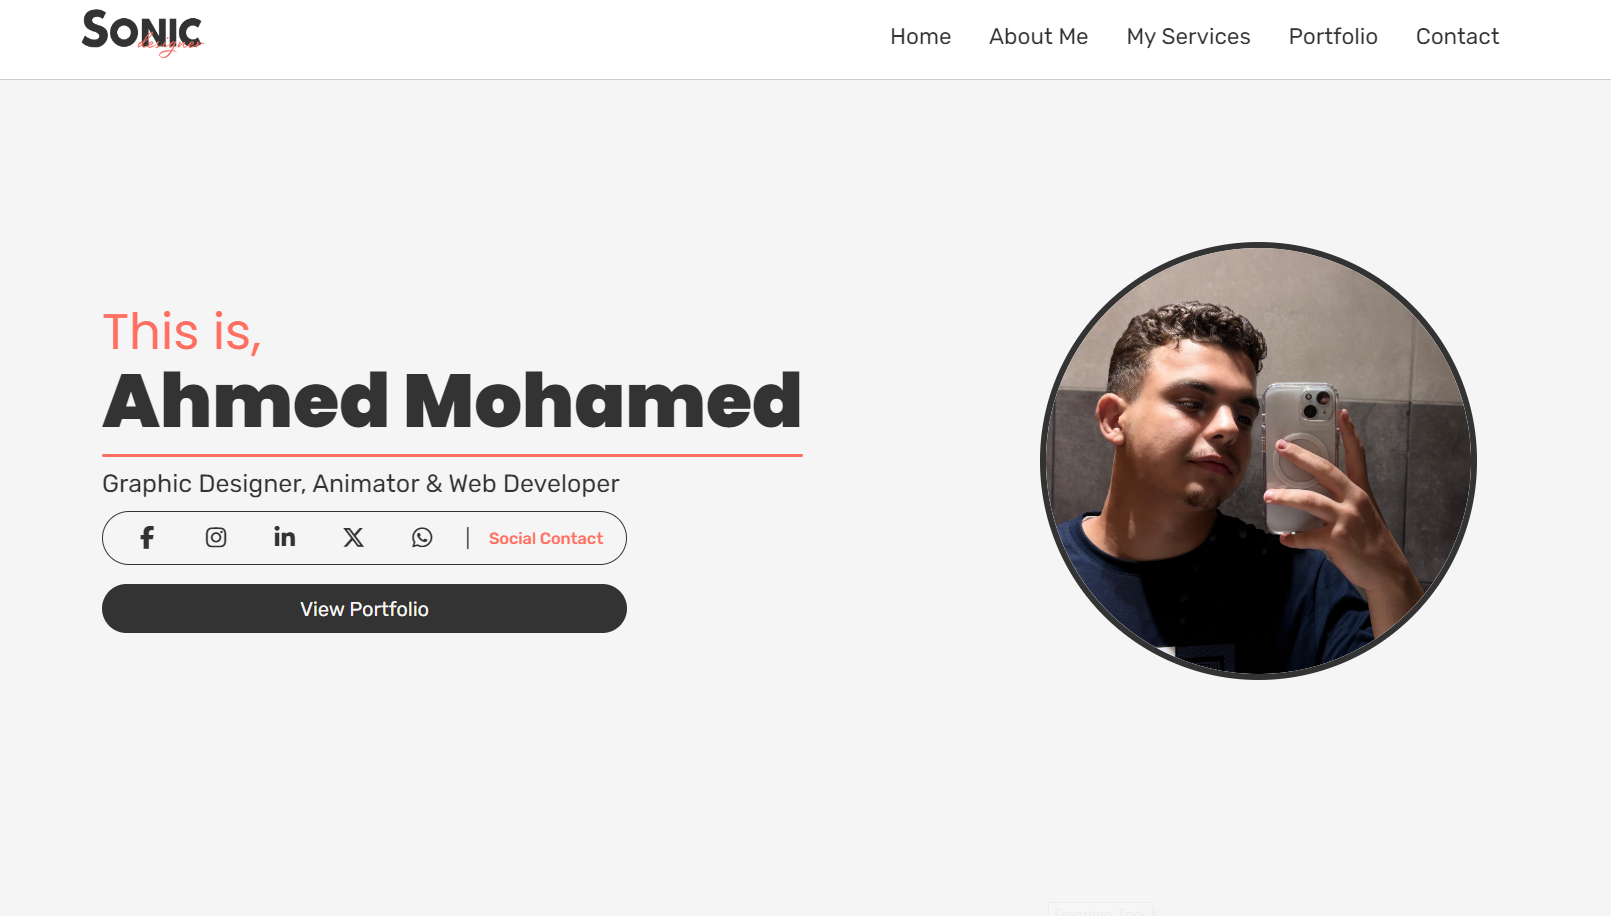 Sonic
designer
Home
About Me
My Services
Portfolio
Contact
This is,
Ahmed Mohamed
Graphic Designer, Animator & Web Developer
| Social Contact
View Portfolio